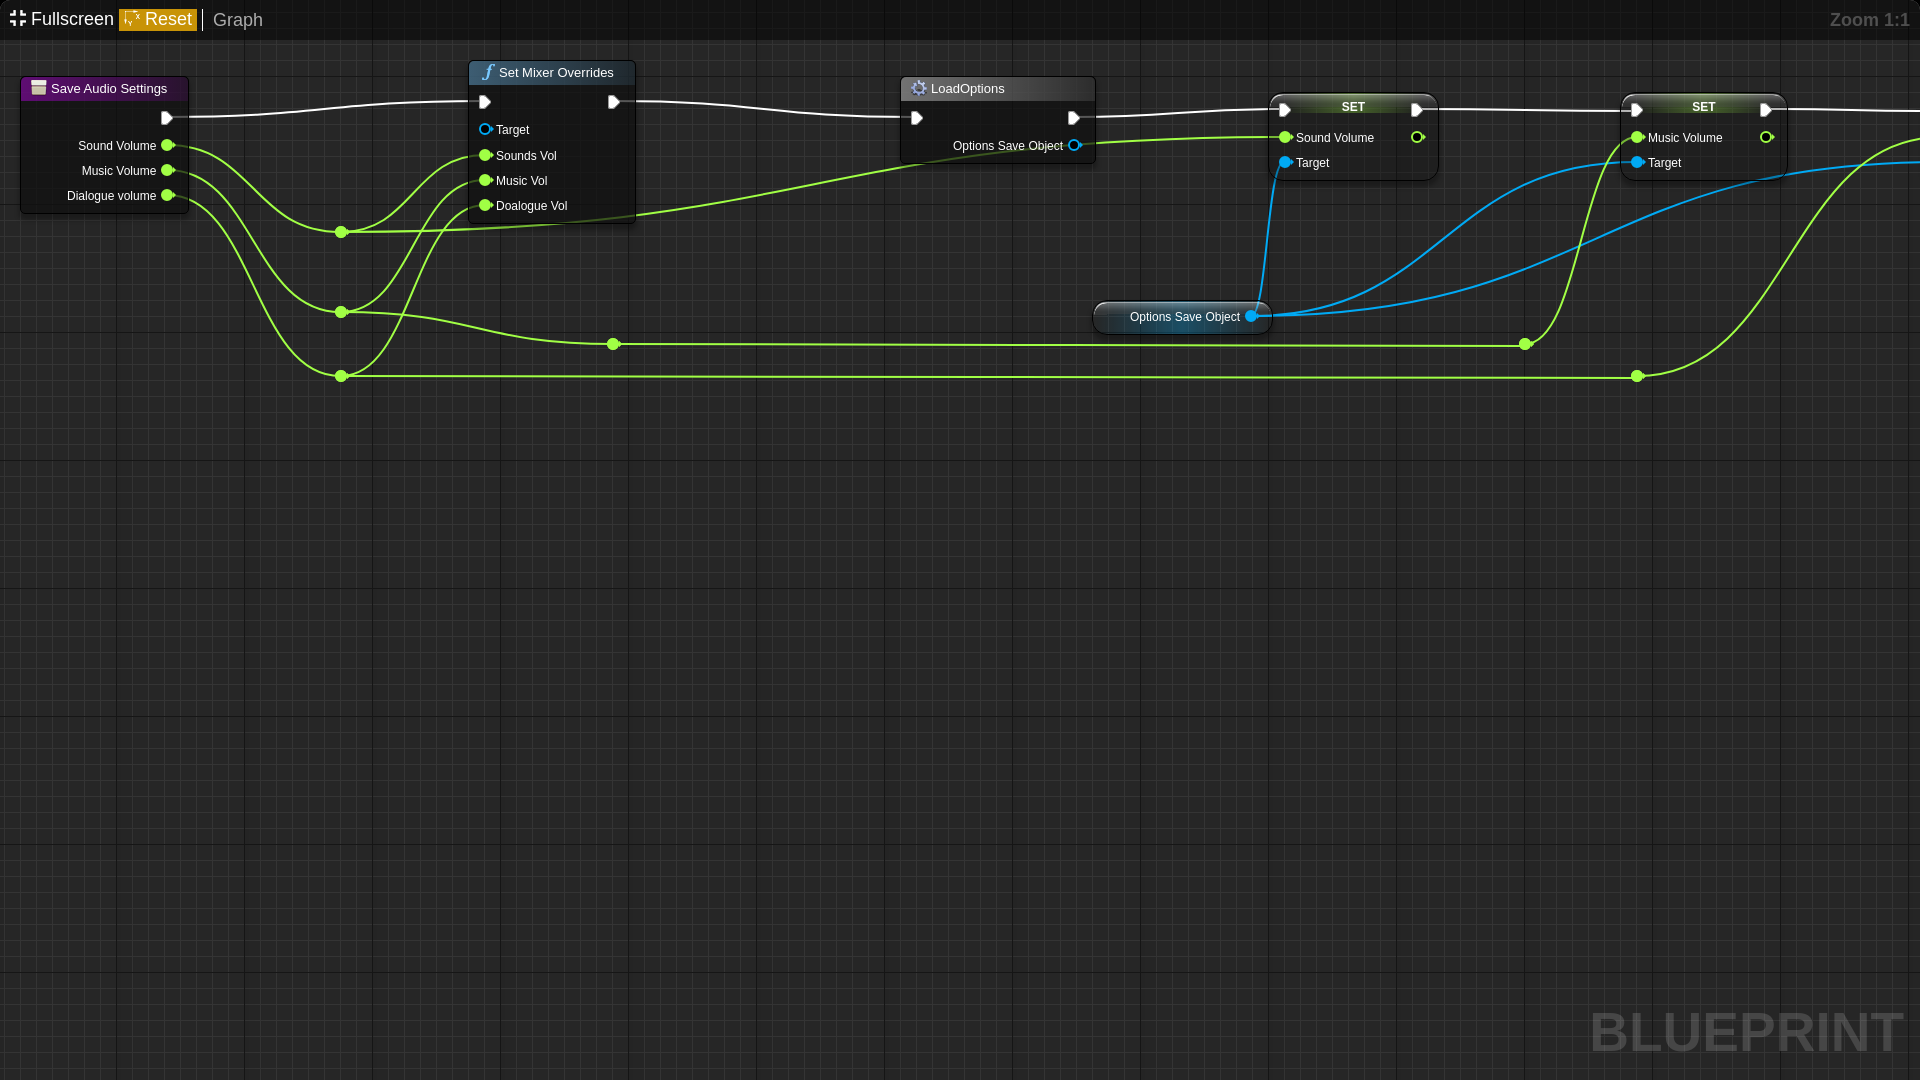 Fullscreen Reset Graph Zoom 1:1
Save Audio Settings
Sound Volume
Music Volume
Dialogue volume
Set Mixer Overrides
Target
Sounds Vol
Music Vol
Doalogue Vol
LoadOptions
Options Save Object
SET
Sound Volume
Target
SET
Music Volume
Target
Options Save Object
BLUEPRINT